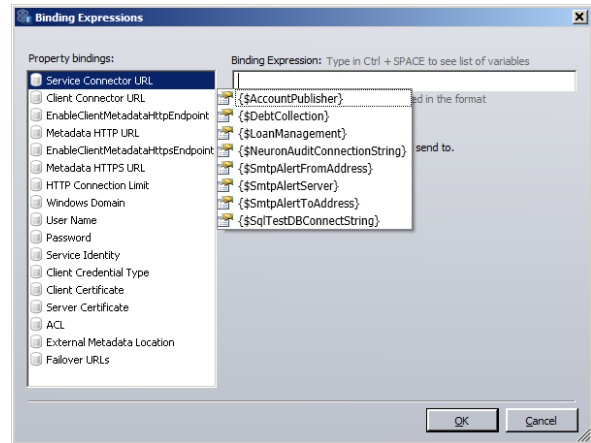 Binding Expressions
Property bindings:
Binding Expression: Type in Ctrl + SPACE to see list of variables
Service Connector URL
Client Connector URL
EnableClientMetadataHttpEndpoint
Metadata HTTP URL
EnableClientMetadataHttpsEndpoint
Metadata HTTPS URL
HTTP Connection Limit
Windows Domain
User Name
Password
Service Identity
Client Credential Type
Client Certificate
Server Certificate
ACL
External Metadata Location
Failover URLs
{$AccountPublisher}
{$DebtCollection}
{$LoanManagement}
{$NeuronAuditConnectionString}
{$SmtpAlertFromAddress}
{$SmtpAlertServer}
{$SmtpAlertToAddress}
{$SqlTestDBConnectString}
ed in the format
send to.
OK
Cancel